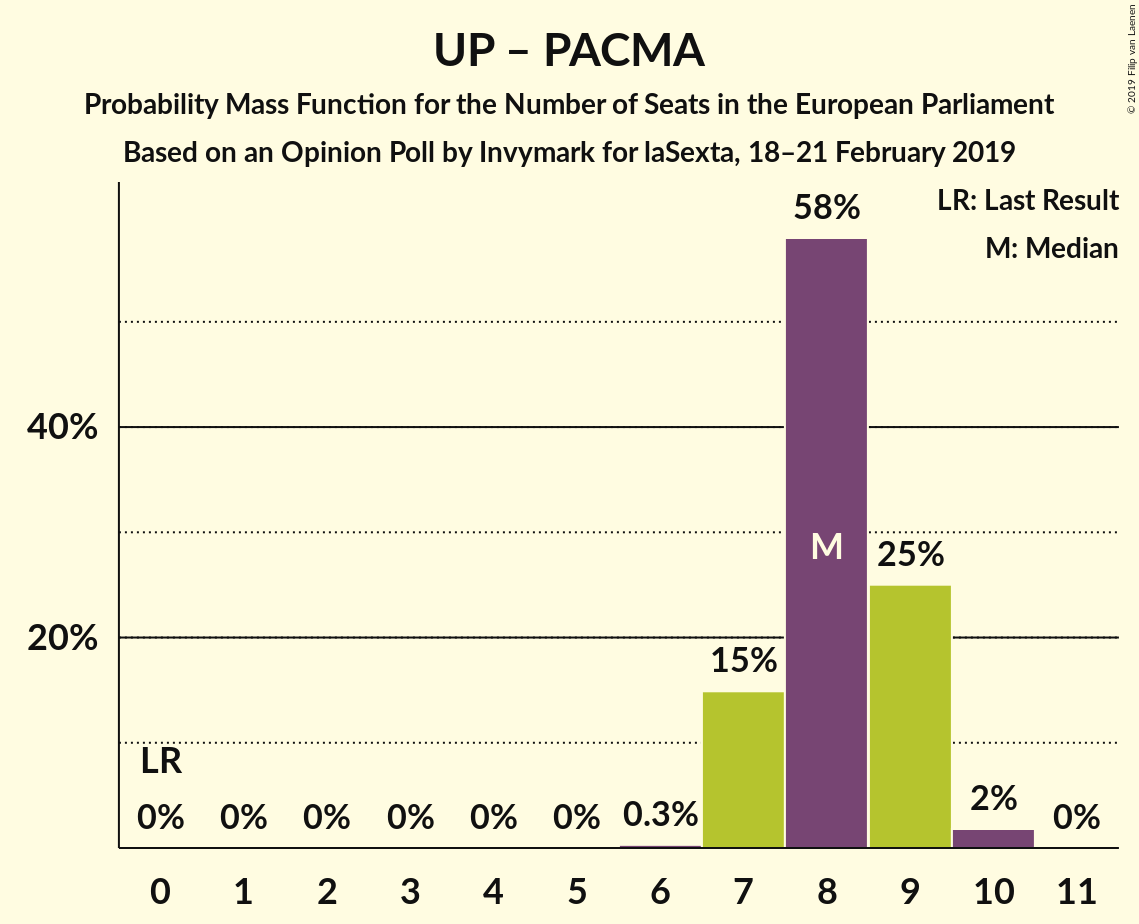 UP – PACMA
Probability Mass Function for the Number of Seats in the European Parliament
Based on an Opinion Poll by Invymark for laSexta, 18–21 February 2019
© 2019 Filip van Laenen
LR: Last Result
M: Median
58%
40%
M
25%
20%
15%
LR
0% 0% 0% 0% 0% 0% 0.3% 2% 0%
0 1 2 3 4 5 6 7 8 9 10 11